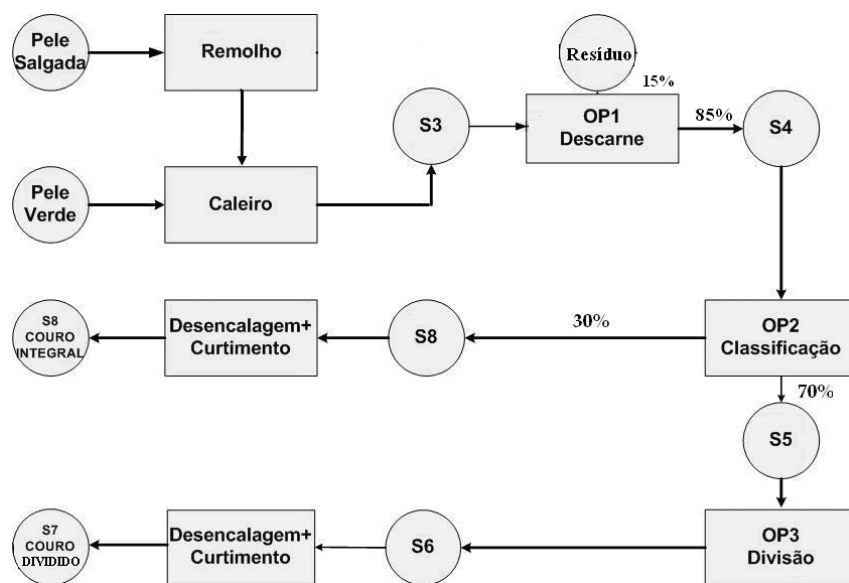 Pele
Salgada
Remolho
Resíduo
15%
S3
OP1
Descarne
85%
S4
Pele
Verde
Caleiro
S8
COURO
INTEGRAL
Desencalagem+
Curtimento
S8
30%
OP2
Classificação
70%
S5
S7
COURO
DIVIDIDO
Desencalagem+
Curtimento
S6
OP3
Divisão